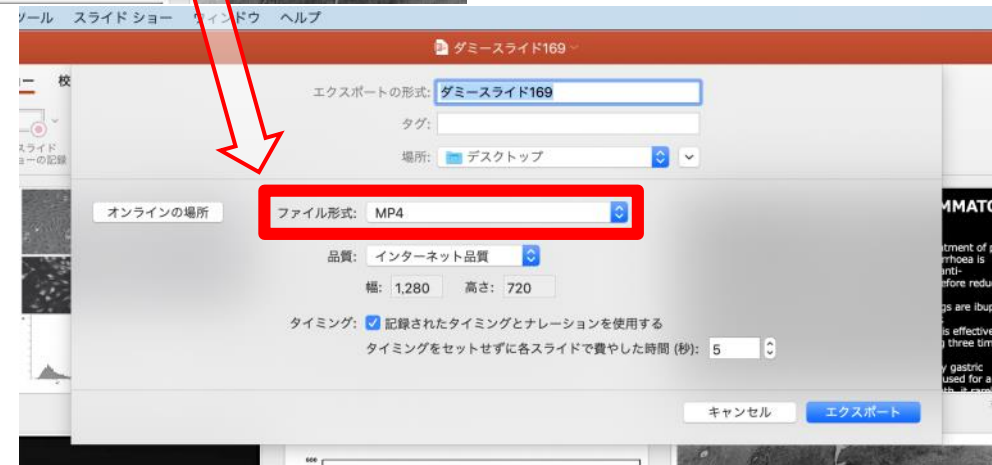 ツール スライド ショー ウィンドウ ヘルプ
ダミースライド169
校
スライド
ョーの記録
エクスポートの形式: ダミースライド169
タグ:
場所: デスクトップ
オンラインの場所
ファイル形式: MP4
品質: インターネット品質
幅: 1,280 高さ: 720
タイミング: 記録されたタイミングとナレーションを使用する
タイミングをセットせずに各スライドで費やした時間 (秒): 5
キャンセル エクスポート
MMATO
tment of p
rrhoea is
anti-
efore redu
gs are ibup
is effective
three tim
y gastric
used for a
600